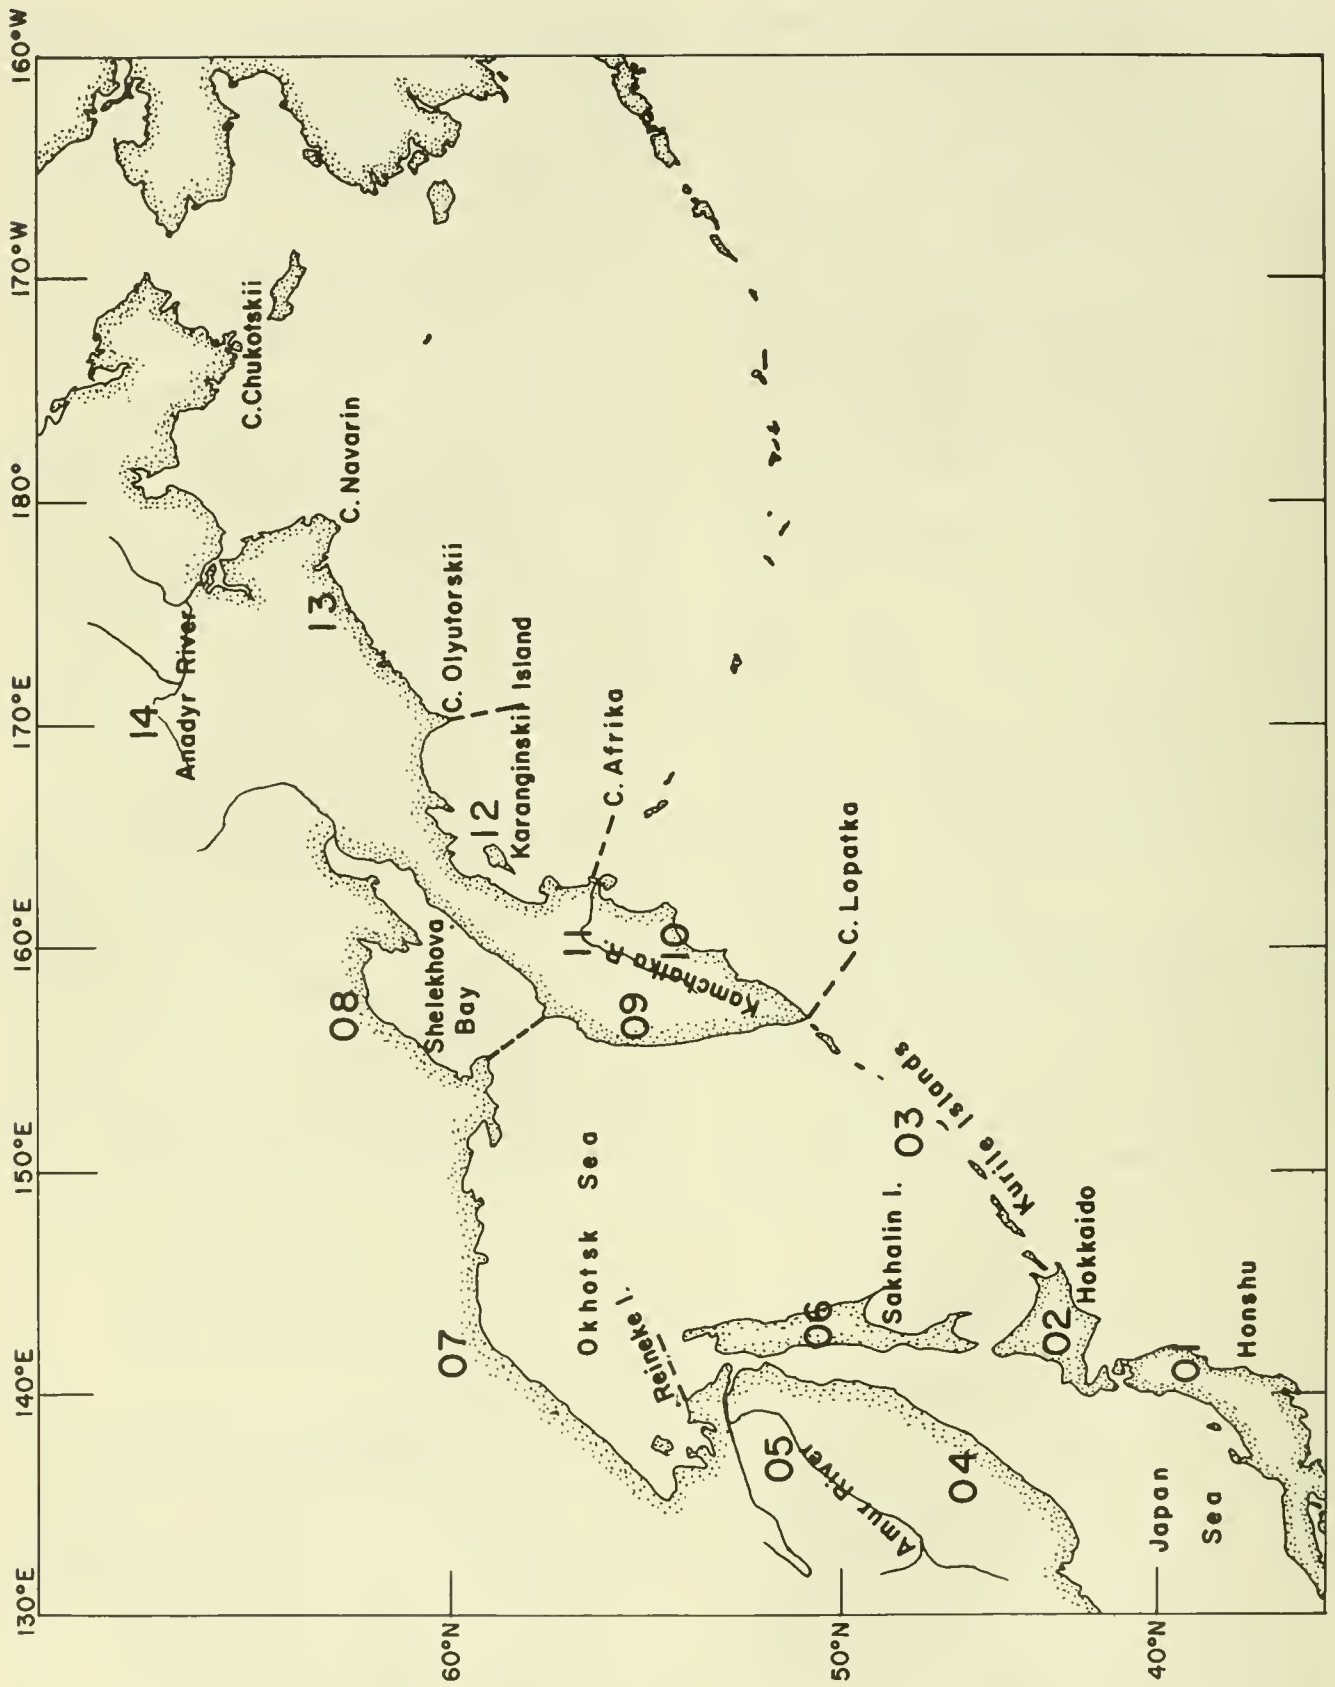 130°E
140°E
150°E
160°E
170°E
180°
170°W
160°W
60°N
50°N
40°N
14
Anadyr River
C.Chukotskii
13
C. Navarin
C. Olyutorskii
12
Karanginskii Island
C. Afrika
08
Shelekhova
Bay
11
Kamchatka R.
10
09
C. Lopatka
07
Okhotsk Sea
Reineke I.
03
Kurile Islands
06
Sakhalin I.
02
Hokkaido
05
Amur River
04
01
Honshu
Japan
Sea